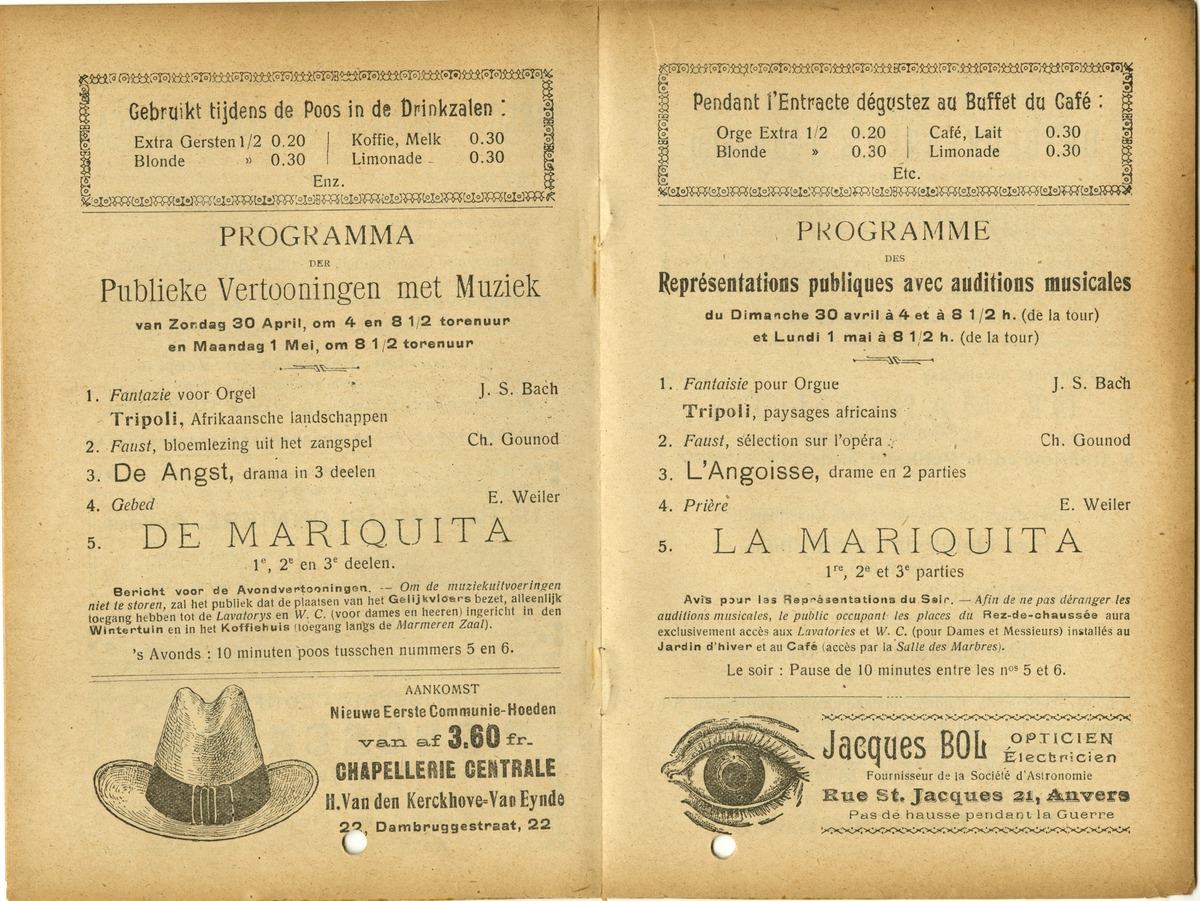 Gebruikt tijdens de Poos in de Drinkzalen :
Extra Gersten 1/2 0.20 | Koffie, Melk 0.30
Blonde » 0.30 | Limonade 0.30
Enz.
PROGRAMMA
DER
Publieke Vertooningen met Muziek
van Zondag 30 April, om 4 en 8 1/2 torenuur
en Maandag 1 Mei, om 8 1/2 torenuur
1. Fantazie voor Orgel J. S. Bach
Tripoli, Afrikaansche landschappen
2. Faust, bloemlezing uit het zangspel Ch. Gounod
3. De Angst, drama in 3 deelen
4. Gebed E. Weiler
5. DE MARIQUITA
1e, 2e en 3e deelen.
Bericht voor de Avondvertooningen. — Om de muziekuitvoeringen
niet te storen, zal het publiek dat de plaatsen van het Gelijkvloers bezet, alleenlijk
toegang hebben tot de Lavatorys en W. C. (voor dames en heeren) ingericht in den
Wintertuin en in het Koffiehuis (toegang langs de Marmeren Zaal).
's Avonds : 10 minuten poos tusschen nummers 5 en 6.
AANKOMST
Nieuwe Eerste Communie-Hoeden
van af 3.60 fr.
CHAPELLERIE CENTRALE
H. Van den Kerckhove-Van Eynde
22, Dambruggestraat, 22
Pendant l'Entracte dégustez au Buffet du Café :
Orge Extra 1/2 0.20 | Café, Lait 0.30
Blonde » 0.30 | Limonade 0.30
Etc.
PROGRAMME
DES
Représentations publiques avec auditions musicales
du Dimanche 30 avril à 4 et à 8 1/2 h. (de la tour)
et Lundi 1 mai à 8 1/2 h. (de la tour)
1. Fantaisie pour Orgue J. S. Bach
Tripoli, paysages africains
2. Faust, sélection sur l'opéra Ch. Gounod
3. L'Angoisse, drame en 2 parties
4. Prière E. Weiler
5. LA MARIQUITA
1re, 2e et 3e parties
Avis pour les Représentations du Soir. — Afin de ne pas déranger les
auditions musicales, le public occupant les places du Rez-de-chaussée aura
exclusivement accès aux Lavatories et W. C. (pour Dames et Messieurs) installés au
Jardin d'hiver et au Café (accès par la Salle des Marbres).
Le soir : Pause de 10 minutes entre les nos 5 et 6.
Jacques BOL OPTICIEN
Électricien
Fournisseur de la Société d'Astronomie
Rue St. Jacques 21, Anvers
Pas de hausse pendant la Guerre